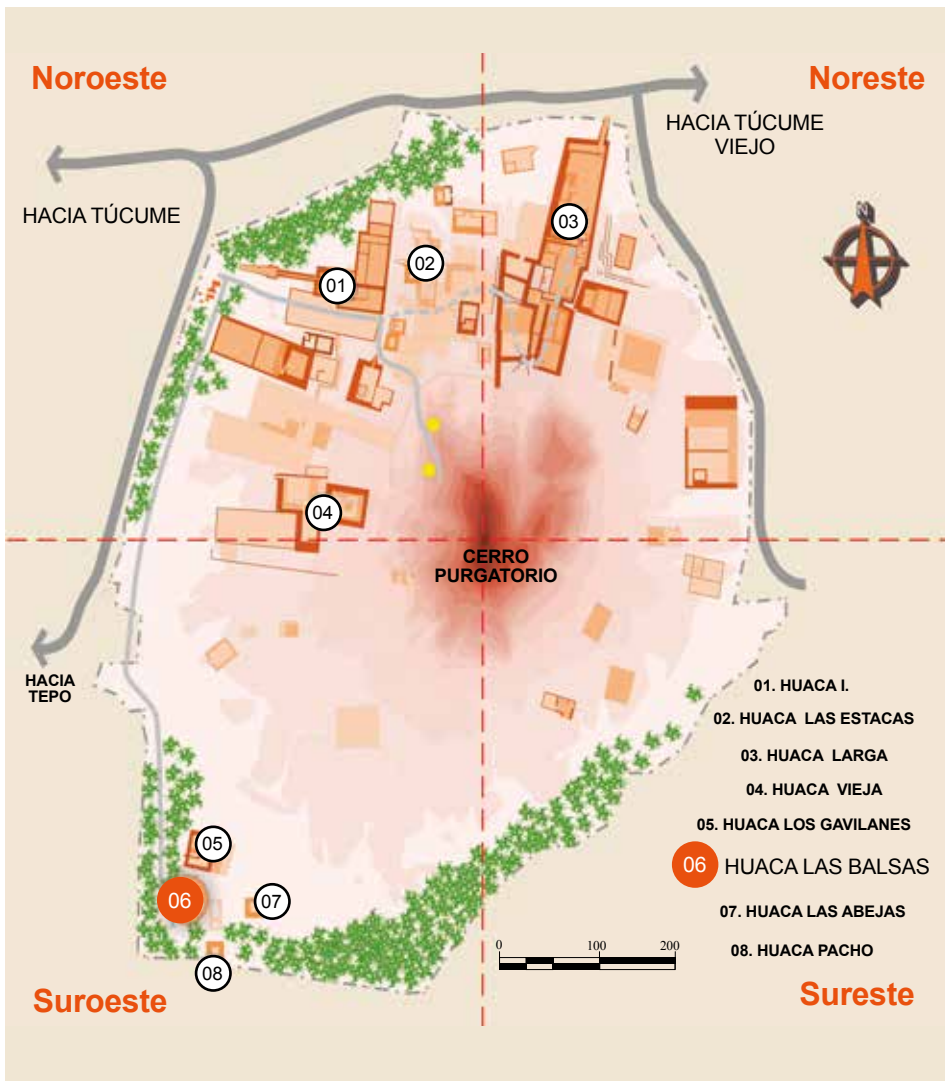 Noroeste
Noreste
HACIA TÚCUME
VIEJO
HACIA TÚCUME
N
03
02
01
04
CERRO
PURGATORIO
HACIA
TEPO
01. HUACA I.
02. HUACA LAS ESTACAS
03. HUACA LARGA
04. HUACA VIEJA
05. HUACA LOS GAVILANES
06 HUACA LAS BALSAS
07. HUACA LAS ABEJAS
08. HUACA PACHO
05
06
07
08
0 100 200
Suroeste
Sureste